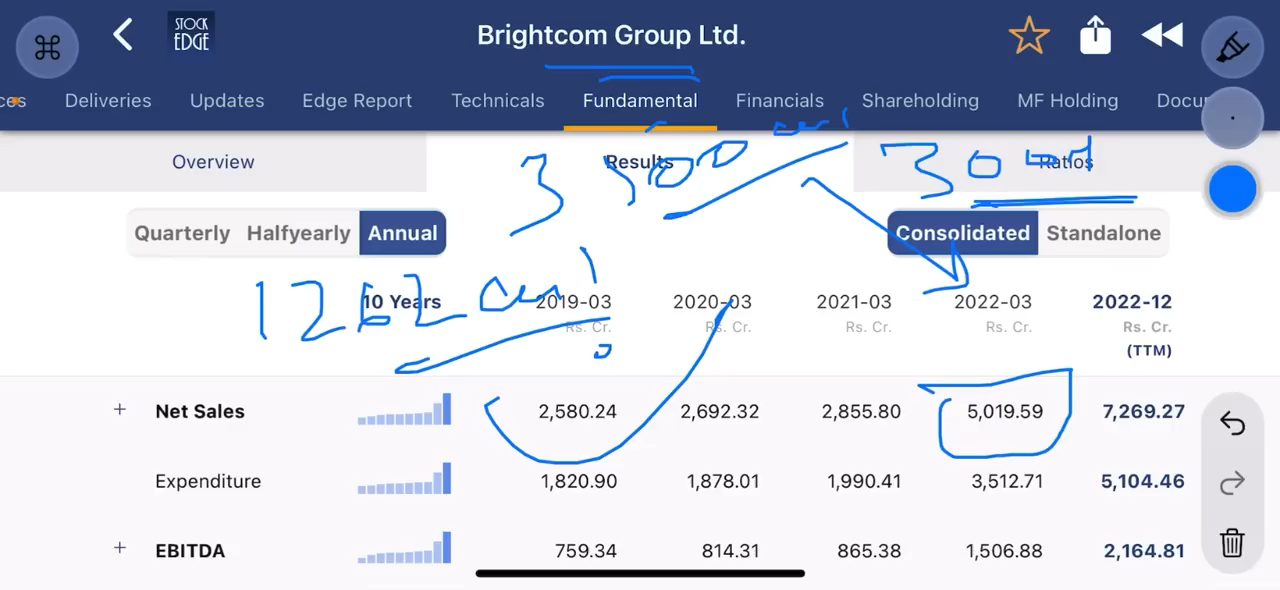 STOCK EDGE
Brightcom Group Ltd.
Deliveries Updates Edge Report Technicals Fundamental Financials Shareholding MF Holding Docu
Overview Results Ratios
3500
Quarterly Halfyearly Annual Consolidated Standalone
1262
10 Years 2019-03 2020-03 2021-03 2022-03 2022-12
Rs. Cr. Rs. Cr. Rs. Cr. Rs. Cr. Rs. Cr.
(TTM)
+ Net Sales 2,580.24 2,692.32 2,855.80 5,019.59 7,269.27
Expenditure 1,820.90 1,878.01 1,990.41 3,512.71 5,104.46
+ EBITDA 759.34 814.31 865.38 1,506.88 2,164.81